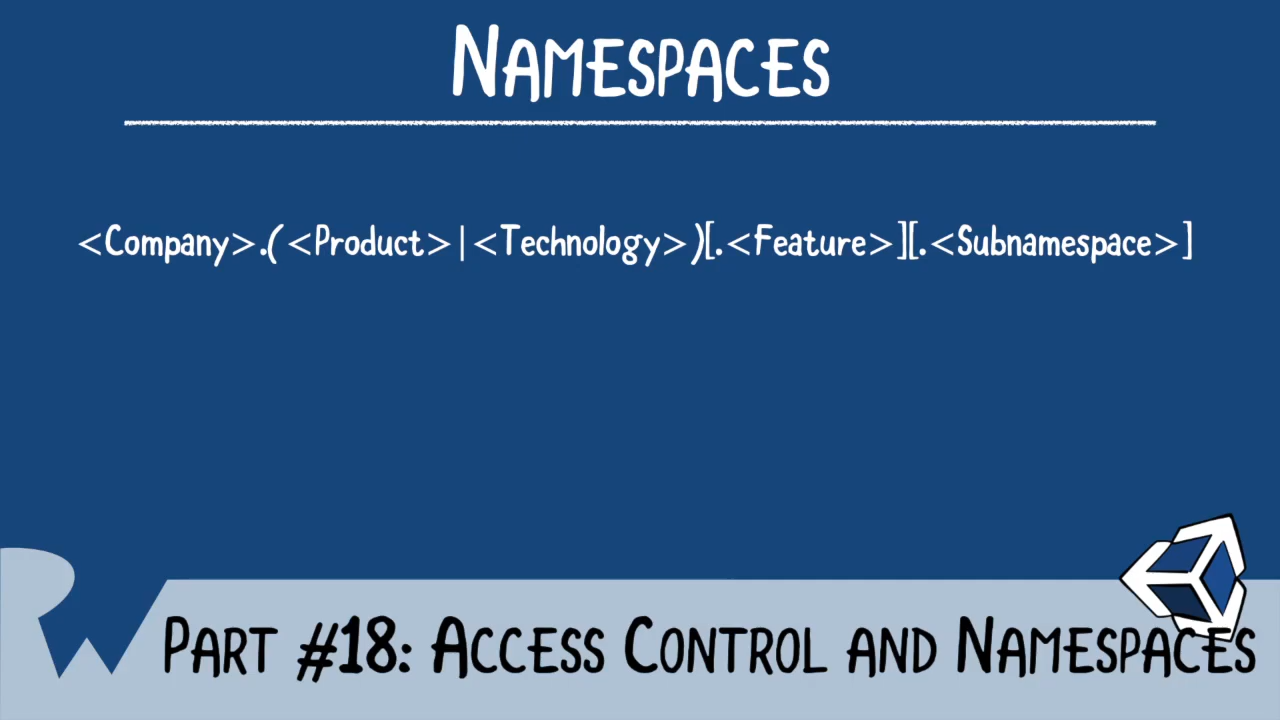 Namespaces
<Company>.(<Product>|<Technology>)[.<Feature>][.<Subnamespace>]
Part #18: Access Control and Namespaces